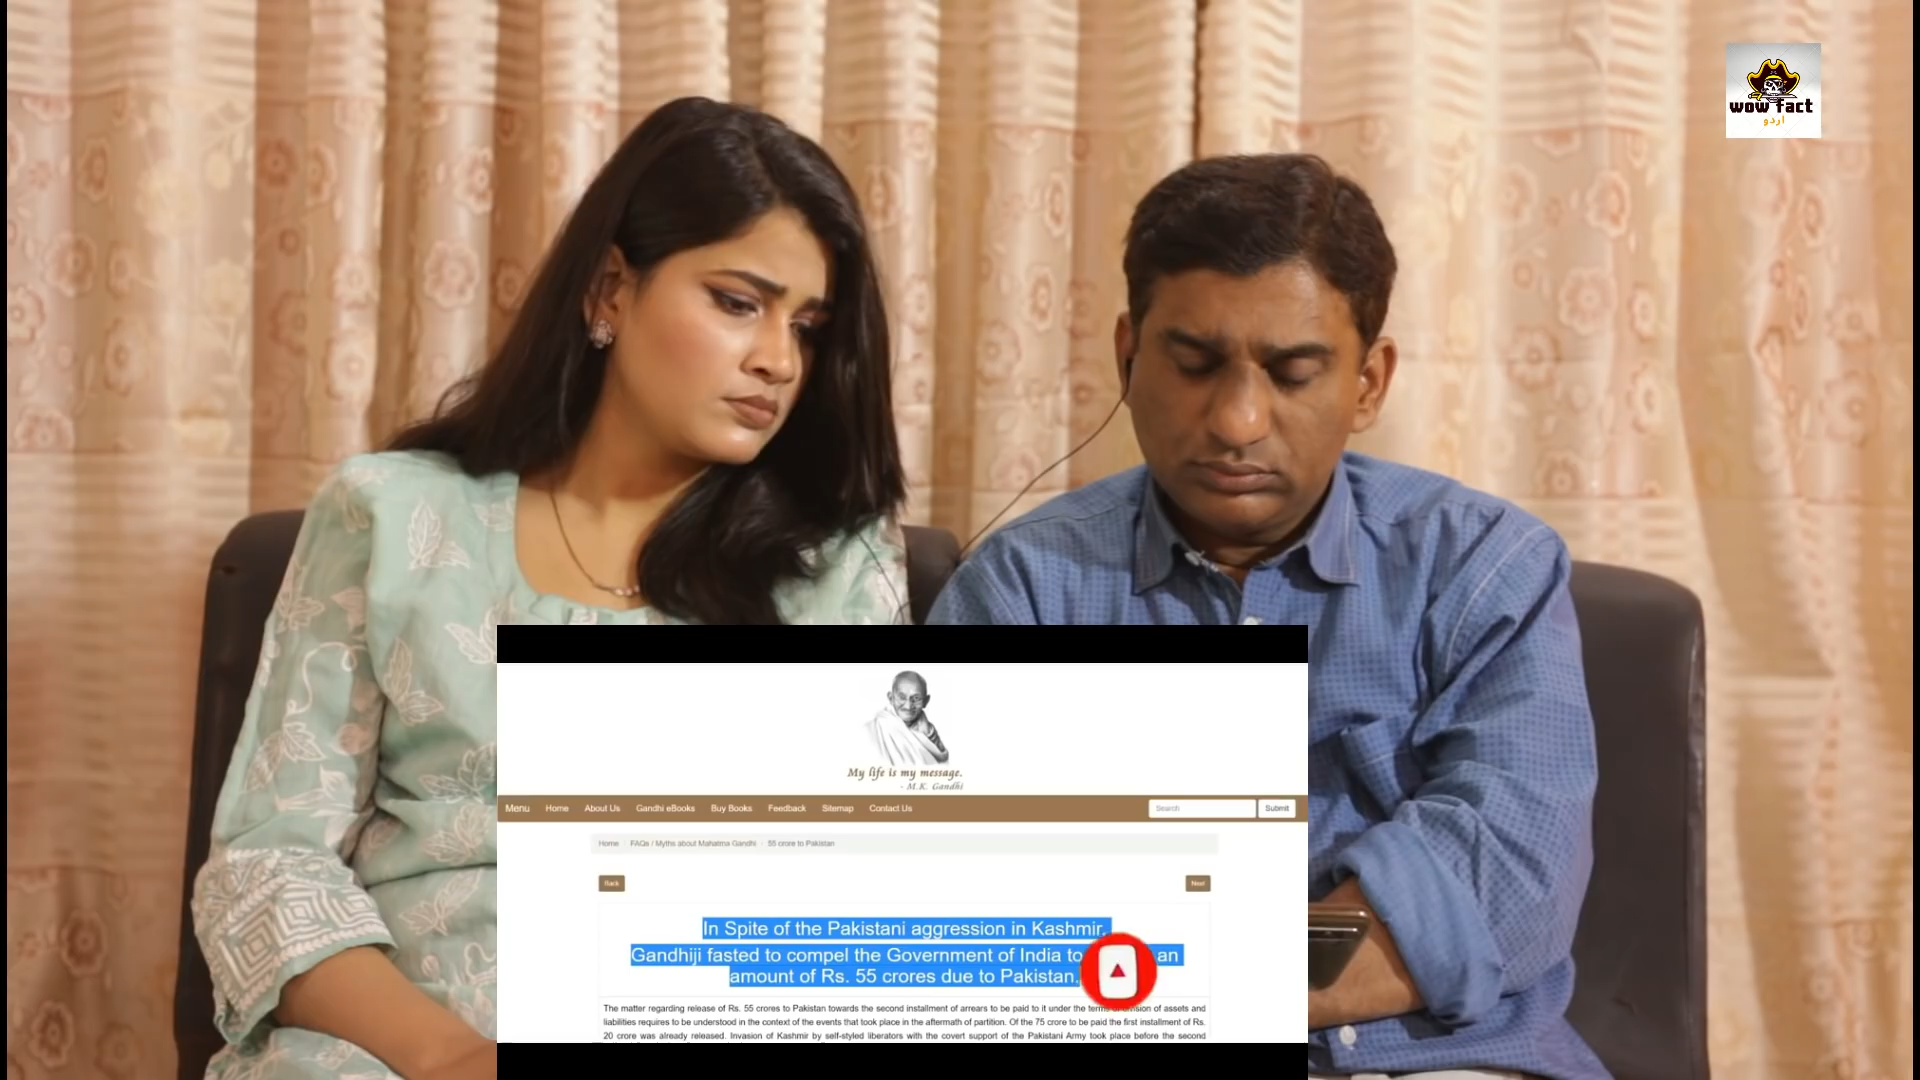 wow fact
اردو
My life is my message.
- M.K. Gandhi
Menu Home About Us Gandhi eBooks Buy Books Feedback Sitemap Contact Us Search Submit
Home FAQs / Myths about Mahatma Gandhi 55 crore to Pakistan
Back Next
In Spite of the Pakistani aggression in Kashmir,
Gandhiji fasted to compel the Government of India to an
amount of Rs. 55 crores due to Pakistan.
The matter regarding release of Rs. 55 crores to Pakistan towards the second installment of arrears to be paid to it under the of assets and
liabilities requires to be understood in the context of the events that took place in the aftermath of partition. Of the 75 crore to be paid the first installment of Rs.
20 crore was already released. Invasion of Kashmir by self-styled liberators with the covert support of the Pakistani Army took place before the second